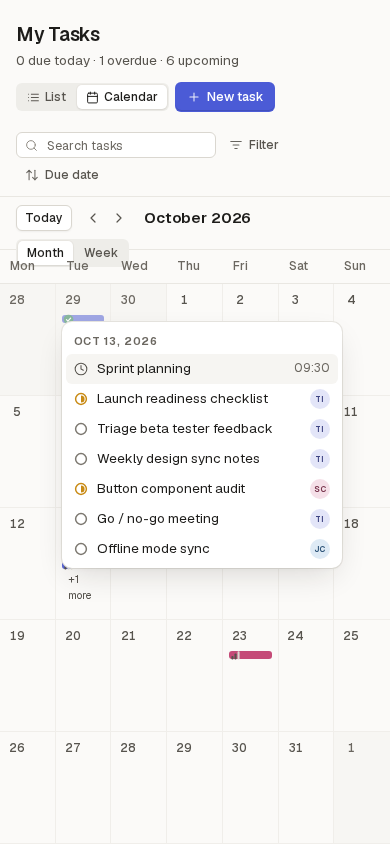 My Tasks
0 due today · 1 overdue · 6 upcoming
List Calendar New task
Search tasks Filter
Due date
Today October 2026
Month Week
Mon Tue Wed Thu Fri Sat Sun
28 29 30 1 2 3 4
OCT 13, 2026
Sprint planning 09:30
Launch readiness checklist TI
Triage beta tester feedback TI
Weekly design sync notes TI
Button component audit SC
Go / no-go meeting TI
Offline mode sync JC
5 11
12 18
+1
more
19 20 21 22 23 24 25
26 27 28 29 30 31 1